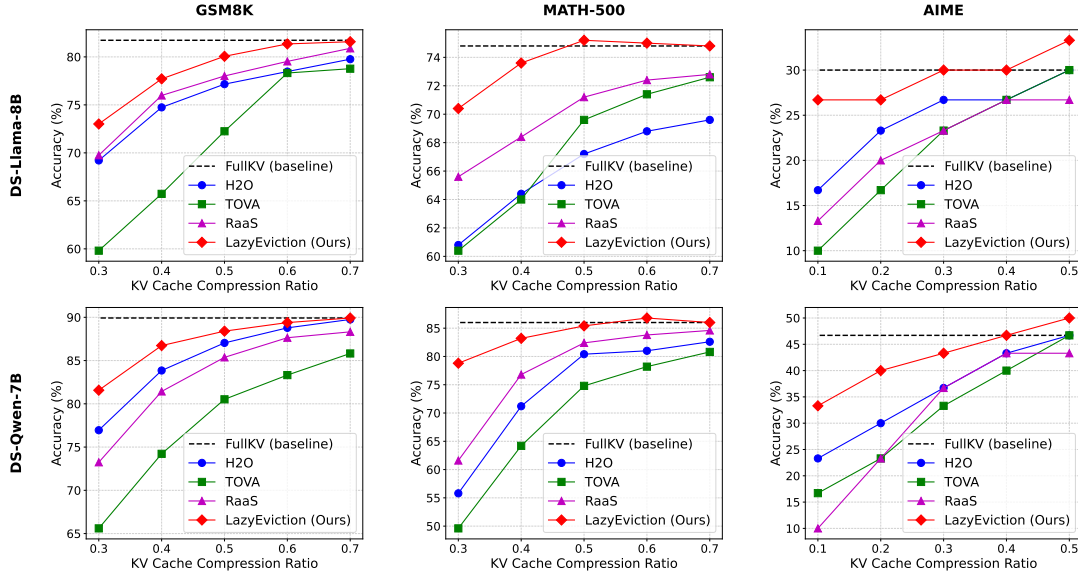 GSM8K
MATH-500
AIME
DS-Llama-8B
Accuracy (%)
80
75
70
65
60
0.3 0.4 0.5 0.6 0.7
KV Cache Compression Ratio
FullKV (baseline)
H2O
TOVA
RaaS
LazyEviction (Ours)
Accuracy (%)
74
72
70
68
66
64
62
60
0.3 0.4 0.5 0.6 0.7
KV Cache Compression Ratio
FullKV (baseline)
H2O
TOVA
RaaS
LazyEviction (Ours)
Accuracy (%)
30
25
20
15
10
0.1 0.2 0.3 0.4 0.5
KV Cache Compression Ratio
FullKV (baseline)
H2O
TOVA
RaaS
LazyEviction (Ours)
DS-Qwen-7B
Accuracy (%)
90
85
80
75
70
65
0.3 0.4 0.5 0.6 0.7
KV Cache Compression Ratio
FullKV (baseline)
H2O
TOVA
RaaS
LazyEviction (Ours)
Accuracy (%)
85
80
75
70
65
60
55
50
0.3 0.4 0.5 0.6 0.7
KV Cache Compression Ratio
FullKV (baseline)
H2O
TOVA
RaaS
LazyEviction (Ours)
Accuracy (%)
50
45
40
35
30
25
20
15
10
0.1 0.2 0.3 0.4 0.5
KV Cache Compression Ratio
FullKV (baseline)
H2O
TOVA
RaaS
LazyEviction (Ours)